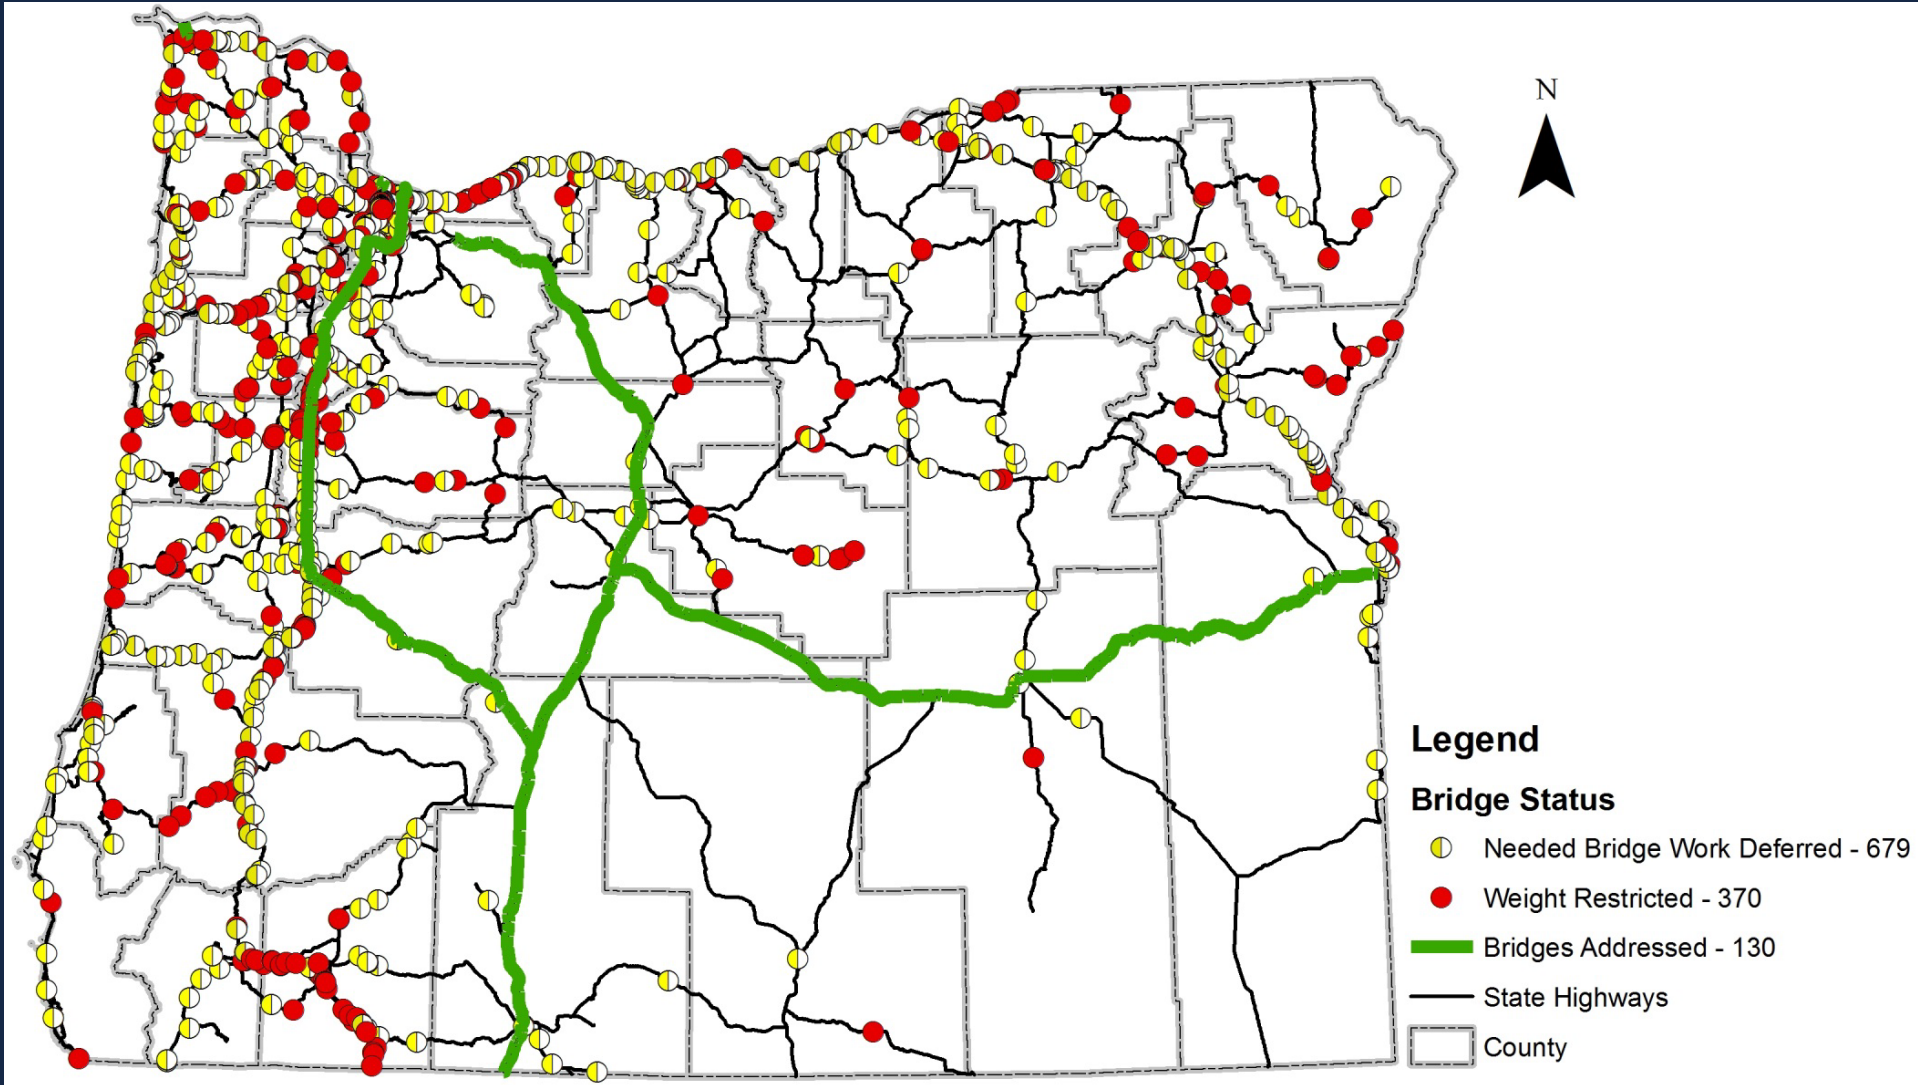 N
Legend
Bridge Status
Needed Bridge Work Deferred - 679
Weight Restricted - 370
Bridges Addressed - 130
State Highways
County